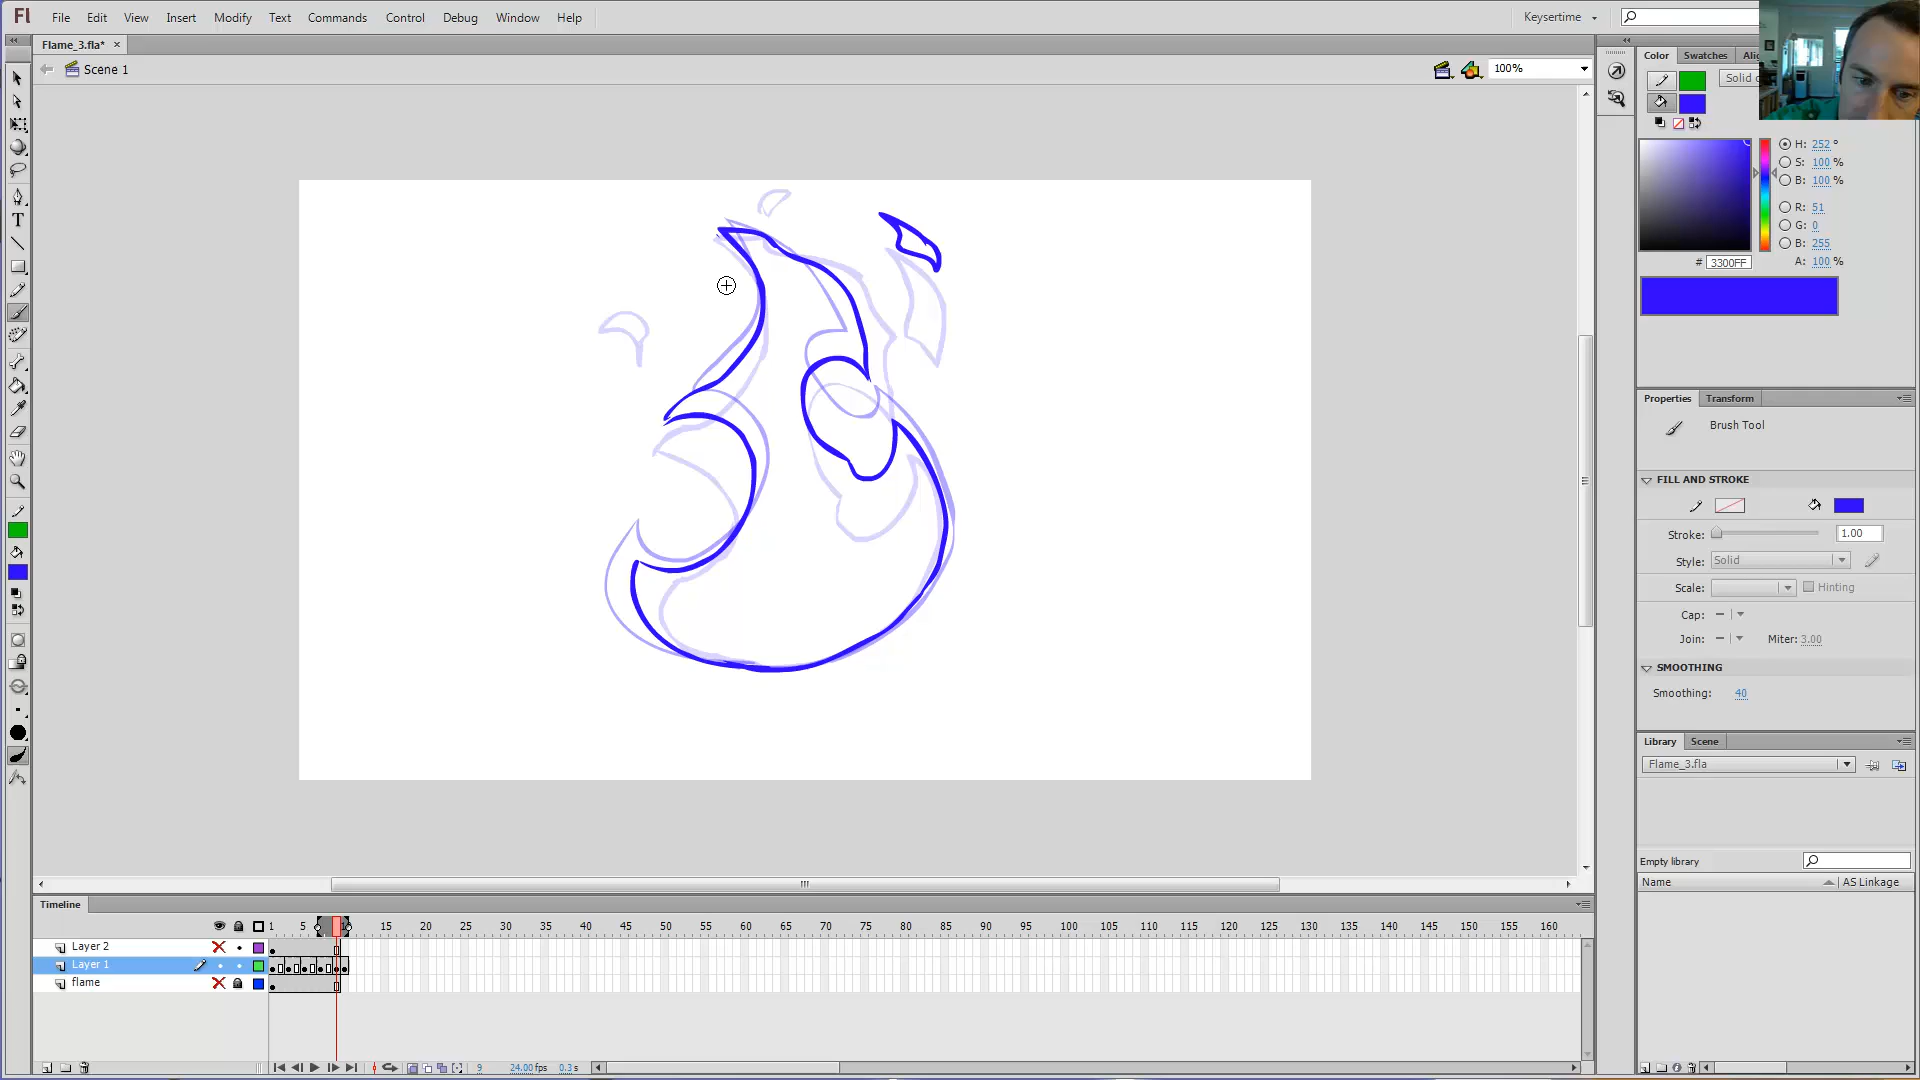 Fl File Edit View Insert Modify Text Commands Control Debug Window Help Keysertime
Flame_3.fla* ×
Scene 1 100%
Color Swatches
Solid
H: 252 °
S: 100 %
B: 100 %
R: 51
G: 0
B: 255
# 3300FF A: 100 %
Properties Transform
Brush Tool
FILL AND STROKE
Stroke: 1.00
Style: Solid
Scale: Hinting
Cap:
Join: Miter: 3.00
SMOOTHING
Smoothing: 40
Library Scene
Flame_3.fla
Empty library
Name AS Linkage
Timeline
1 5 15 20 25 30 35 40 45 50 55 60 65 70 75 80 85 90 95 100 105 110 115 120 125 130 135 140 145 150 155 160
Layer 2
Layer 1
flame
9 24.00fps 0.3s